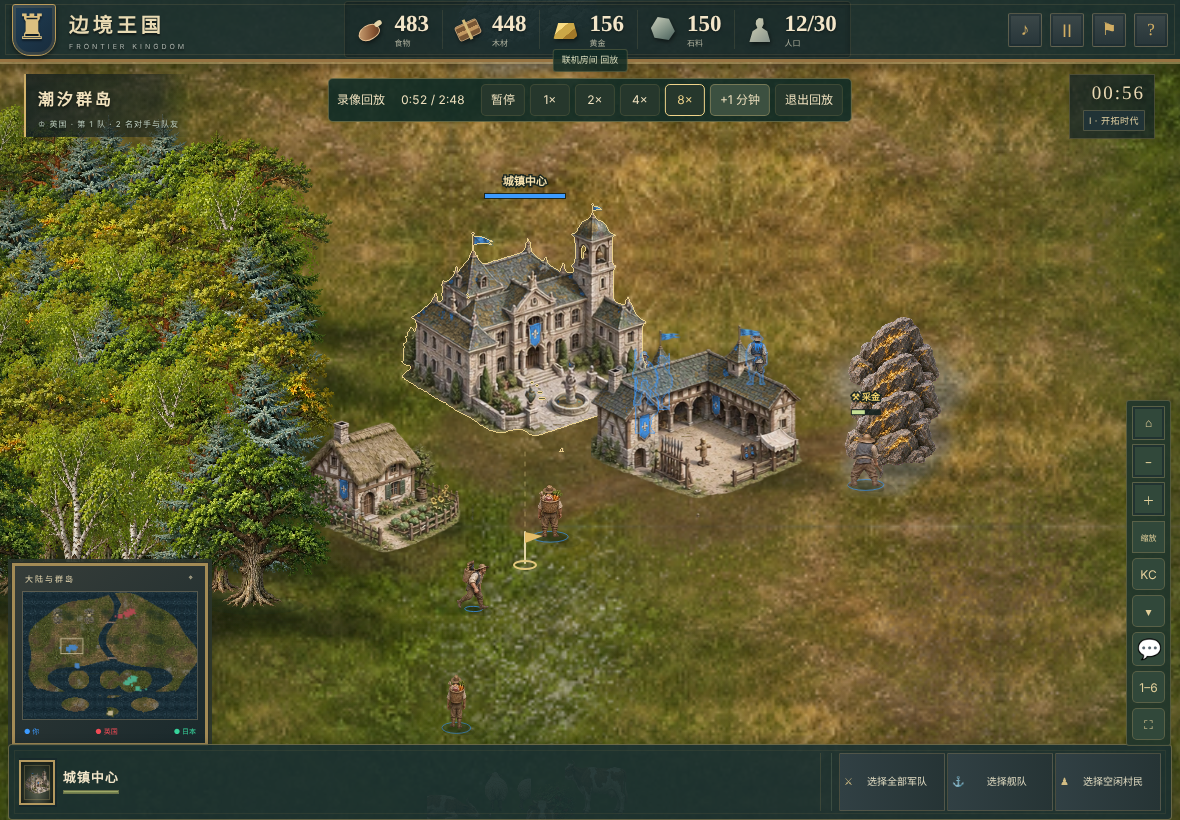 边境王国
FRONTIER KINGDOM
483
食物
448
木材
156
黄金
150
石料
12/30
人口
♪
II
?
联机房间 回放
潮汐群岛
英国 · 第 1 队 · 2 名对手与队友
录像回放 0:52 / 2:48 暂停 1× 2× 4× 8× +1 分钟 退出回放
00:56
I · 开拓时代
城镇中心
采金
−
+
缩放
KC
1–6
大陆与群岛
你 英国 日本
城镇中心
选择全部军队
选择舰队
选择空闲村民